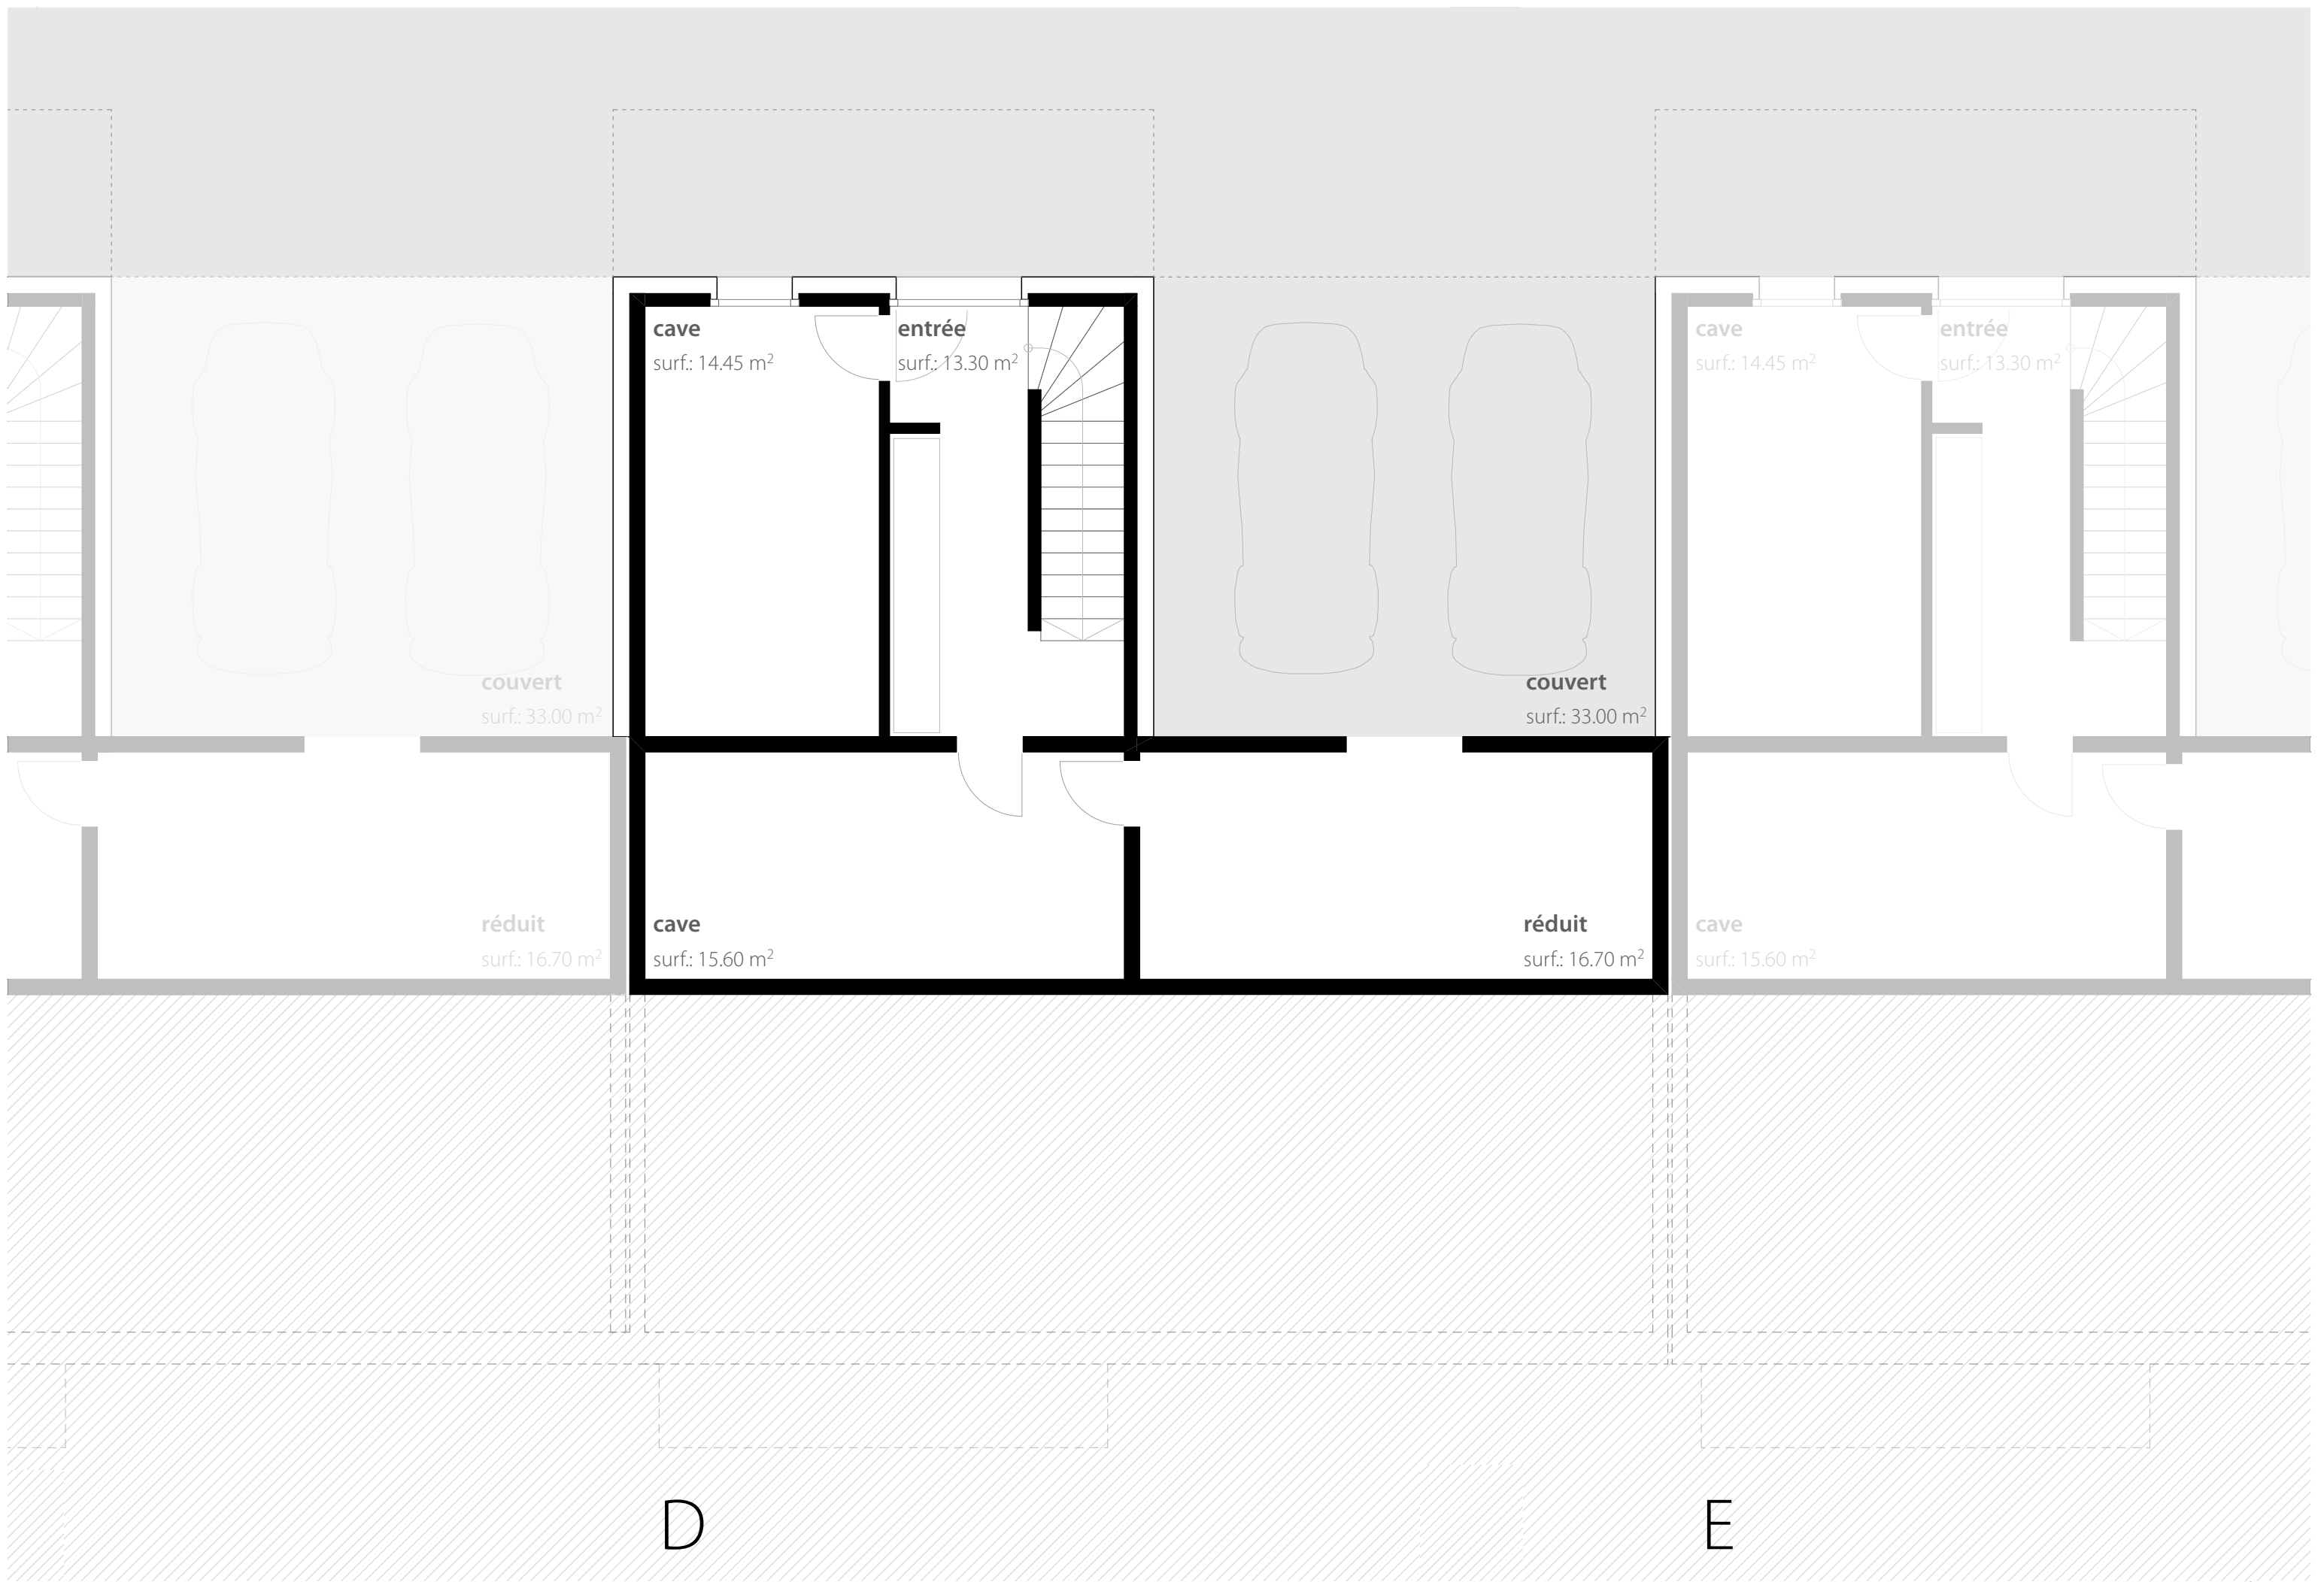 cave
surf.: 14.45 m²
entrée
surf.: 13.30 m²
cave
surf.: 14.45 m²
entrée
surf.: 13.30 m²
couvert
surf.: 33.00 m²
couvert
surf.: 33.00 m²
réduit
surf.: 16.70 m²
cave
surf.: 15.60 m²
réduit
surf.: 16.70 m²
cave
surf.: 15.60 m²
D
E